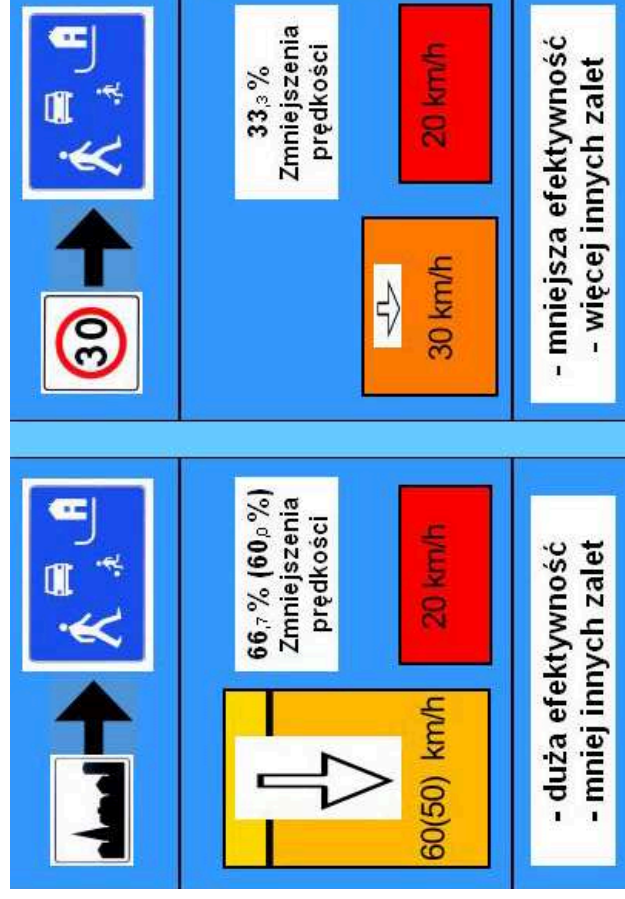 66,7% (60,0%)
Zmniejszenia
prędkości
60(50) km/h
20 km/h
- duża efektywność
- mniej innych zalet
30
33,3%
Zmniejszenia
prędkości
30 km/h
20 km/h
- mniejsza efektywność
- więcej innych zalet